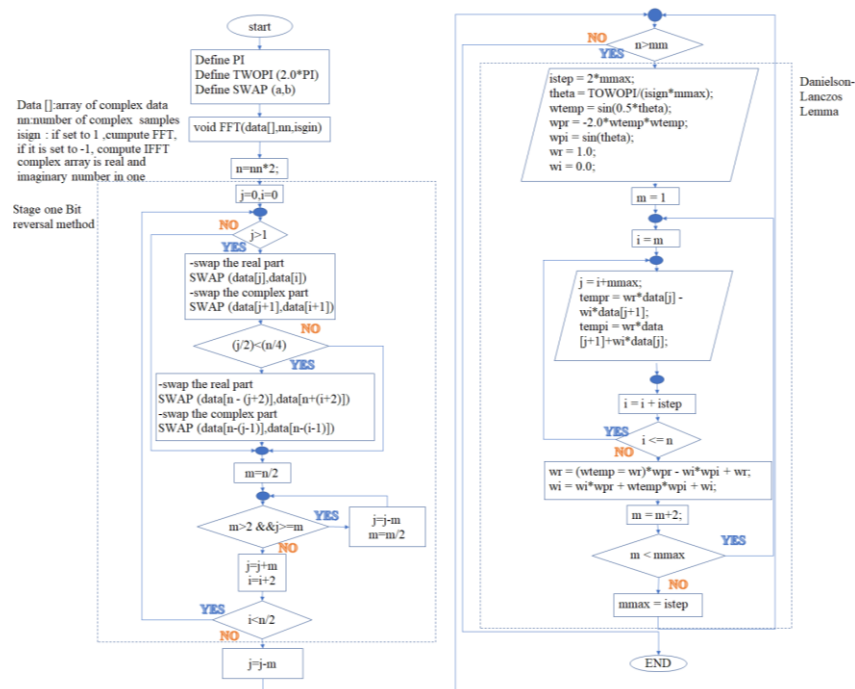 start
Define PI
Define TWOPI (2.0*PI)
Define SWAP (a,b)
Data []:array of complex data
nn:number of complex samples
isign : if set to 1 ,cumpute FFT,
if it is set to -1, compute IFFT
complex array is real and
imaginary number in one
void FFT(data[],nn,isgin)
n=nn*2;
j=0,i=0
Stage one Bit
reversal method
NO
j>1
YES
-swap the real part
SWAP (data[j],data[i])
-swap the complex part
SWAP (data[j+1],data[i+1])
NO
(j/2)<(n/4)
YES
-swap the real part
SWAP (data[n - (j+2)],data[n+(i+2)])
-swap the complex part
SWAP (data[n-(j-1)],data[n-(i-1)])
m=n/2
m>2 &&j>=m
YES
j=j-m
m=m/2
NO
j=j+m
i=i+2
YES
i<n/2
NO
j=j-m
NO
n>mm
YES
Danielson-
Lanczos
Lemma
istep = 2*mmax;
theta = TOWOPI/(isign*mmax);
wtemp = sin(0.5*theta);
wpr = -2.0*wtemp*wtemp;
wpi = sin(theta);
wr = 1.0;
wi = 0.0;
m = 1
i = m
j = i+mmax;
tempr = wr*data[j] -
wi*data[j+1];
tempi = wr*data
[j+1]+wi*data[j];
i = i + istep
YES
i <= n
NO
wr = (wtemp = wr)*wpr - wi*wpi + wr;
wi = wi*wpr + wtemp*wpi + wi;
m = m+2;
YES
m < mmax
NO
mmax = istep
END